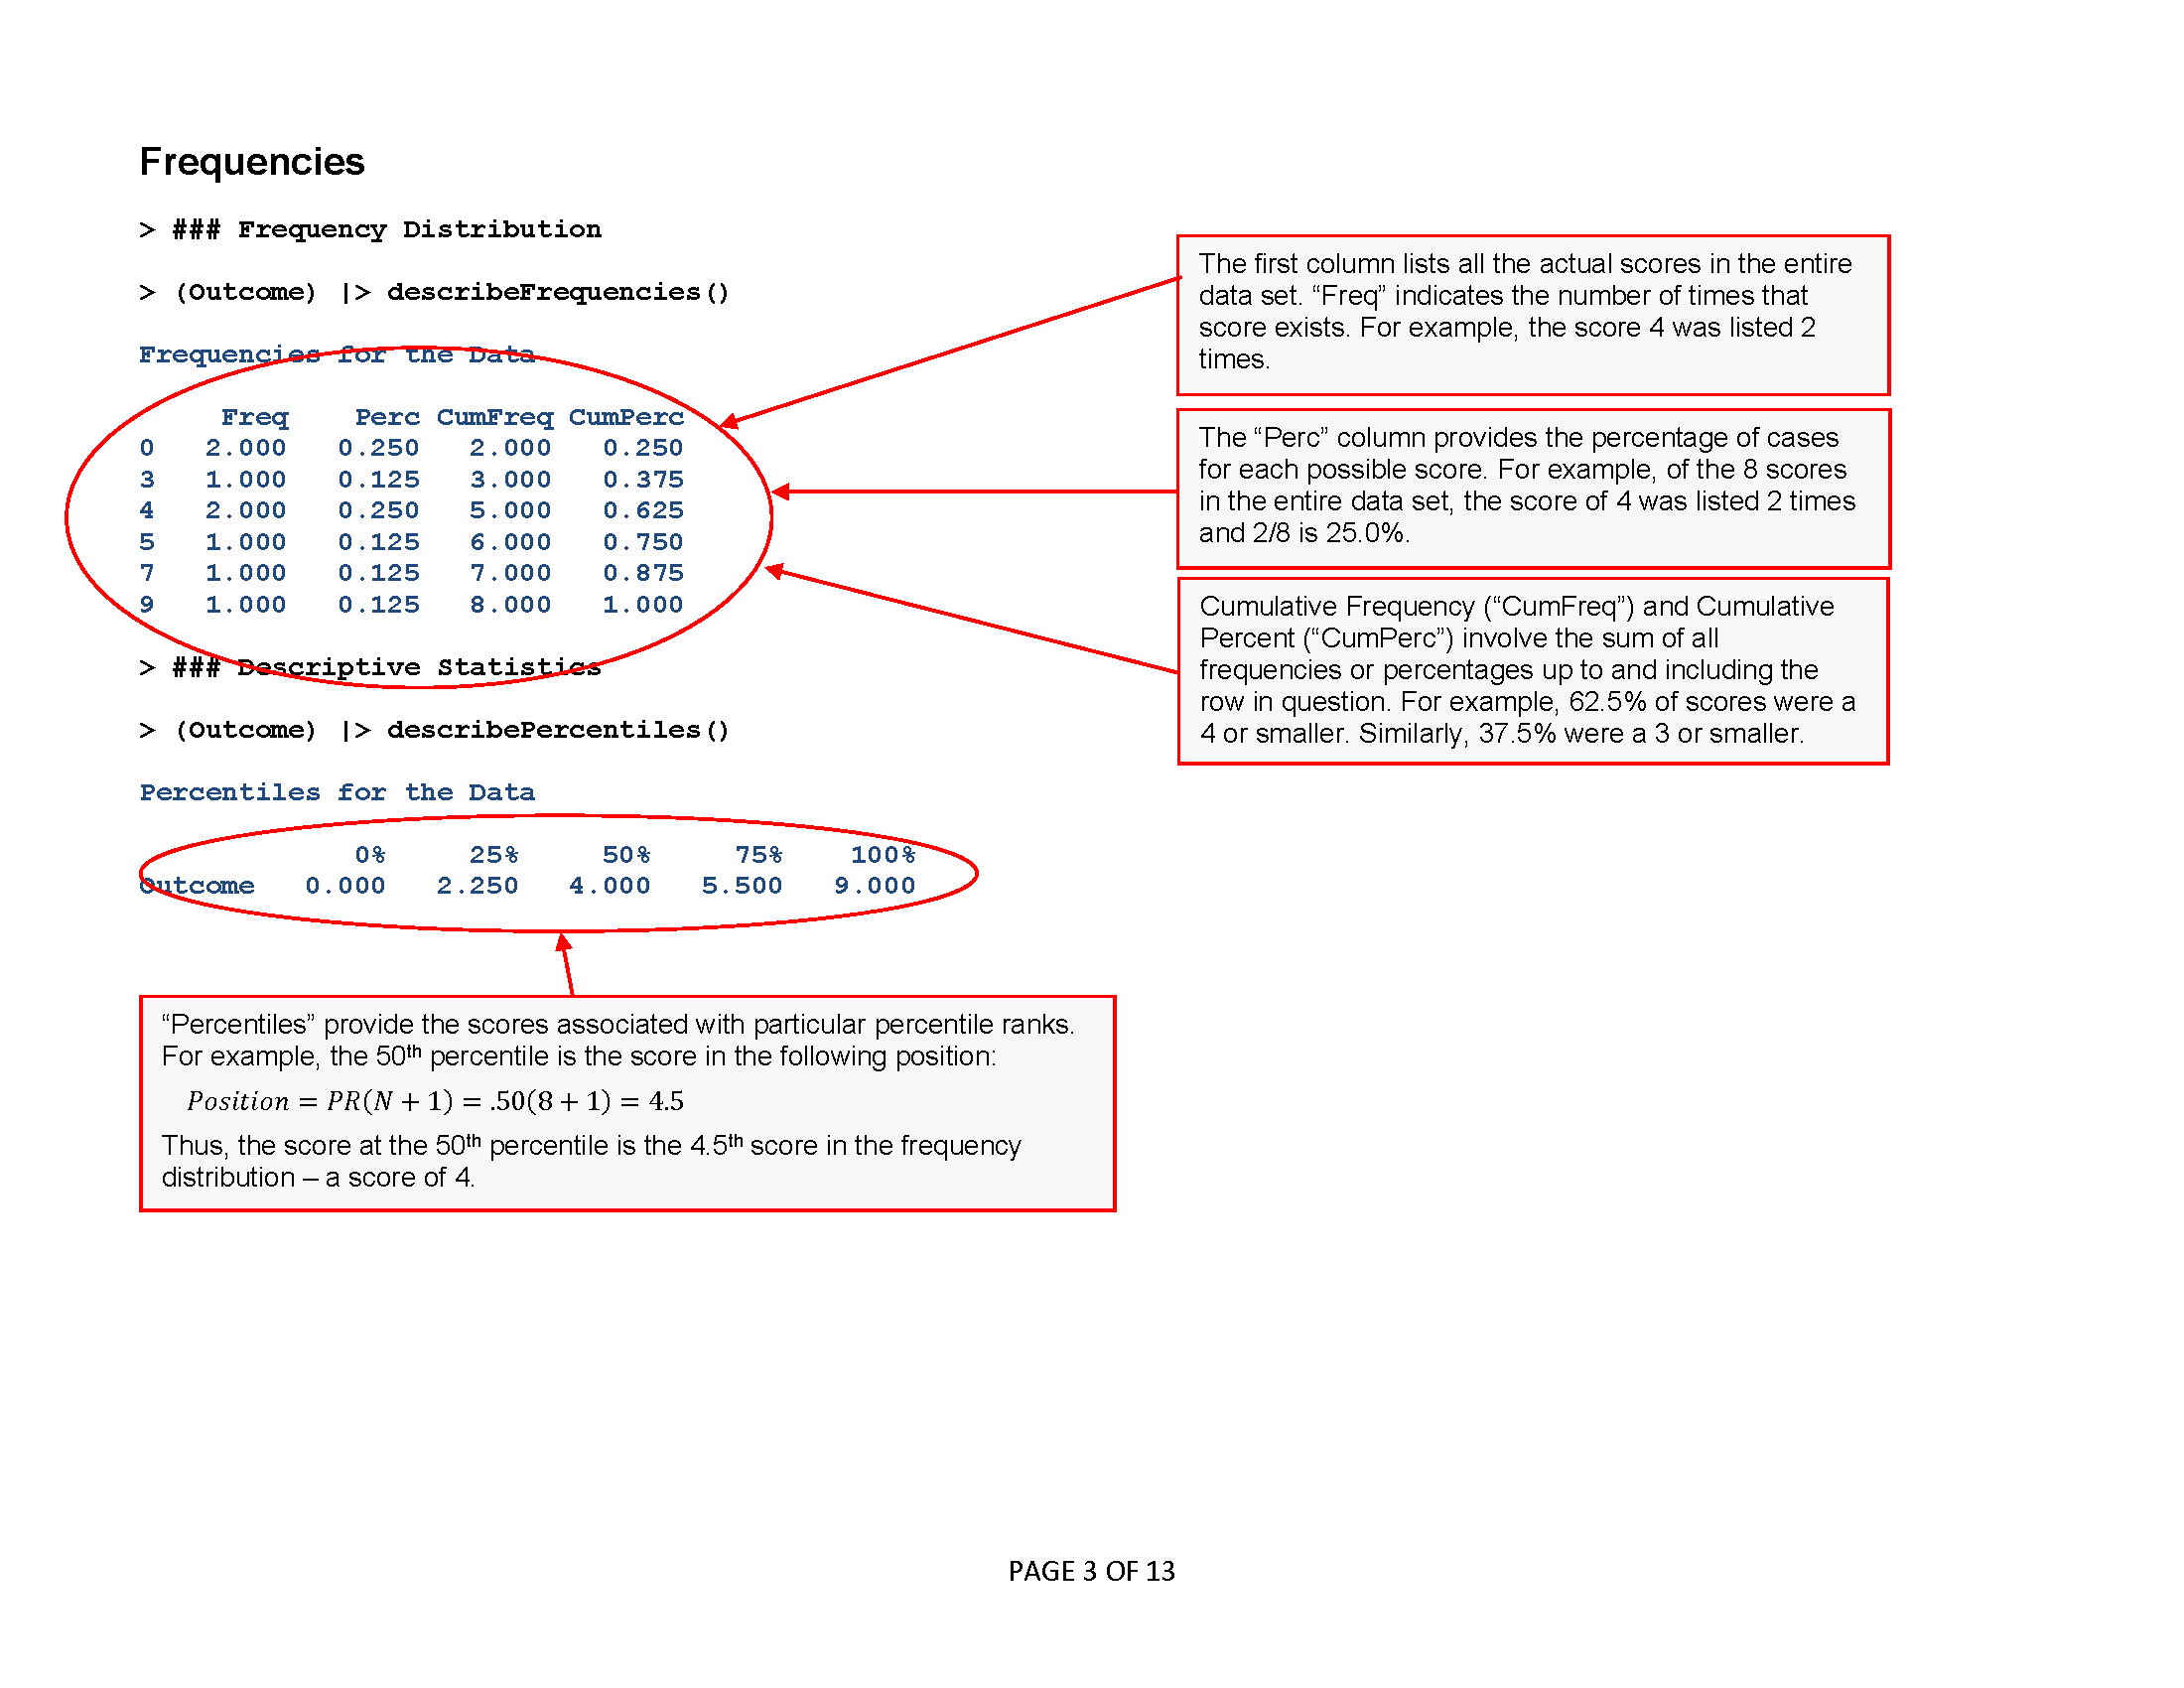 Frequencies
> ### Frequency Distribution
> (Outcome) |> describeFrequencies()
Frequencies for the Data
Freq Perc CumFreq CumPerc
0 2.000 0.250 2.000 0.250
3 1.000 0.125 3.000 0.375
4 2.000 0.250 5.000 0.625
5 1.000 0.125 6.000 0.750
7 1.000 0.125 7.000 0.875
9 1.000 0.125 8.000 1.000
> ### Descriptive Statistics
> (Outcome) |> describePercentiles()
Percentiles for the Data
0% 25% 50% 75% 100%
Outcome 0.000 2.250 4.000 5.500 9.000
The first column lists all the actual scores in the entire
data set. “Freq” indicates the number of times that
score exists. For example, the score 4 was listed 2
times.
The “Perc” column provides the percentage of cases
for each possible score. For example, of the 8 scores
in the entire data set, the score of 4 was listed 2 times
and 2/8 is 25.0%.
Cumulative Frequency (“CumFreq”) and Cumulative
Percent (“CumPerc”) involve the sum of all
frequencies or percentages up to and including the
row in question. For example, 62.5% of scores were a
4 or smaller. Similarly, 37.5% were a 3 or smaller.
“Percentiles” provide the scores associated with particular percentile ranks.
For example, the 50th percentile is the score in the following position:
Position = PR(N + 1) = .50(8 + 1) = 4.5
Thus, the score at the 50th percentile is the 4.5th score in the frequency
distribution – a score of 4.
PAGE 3 OF 13